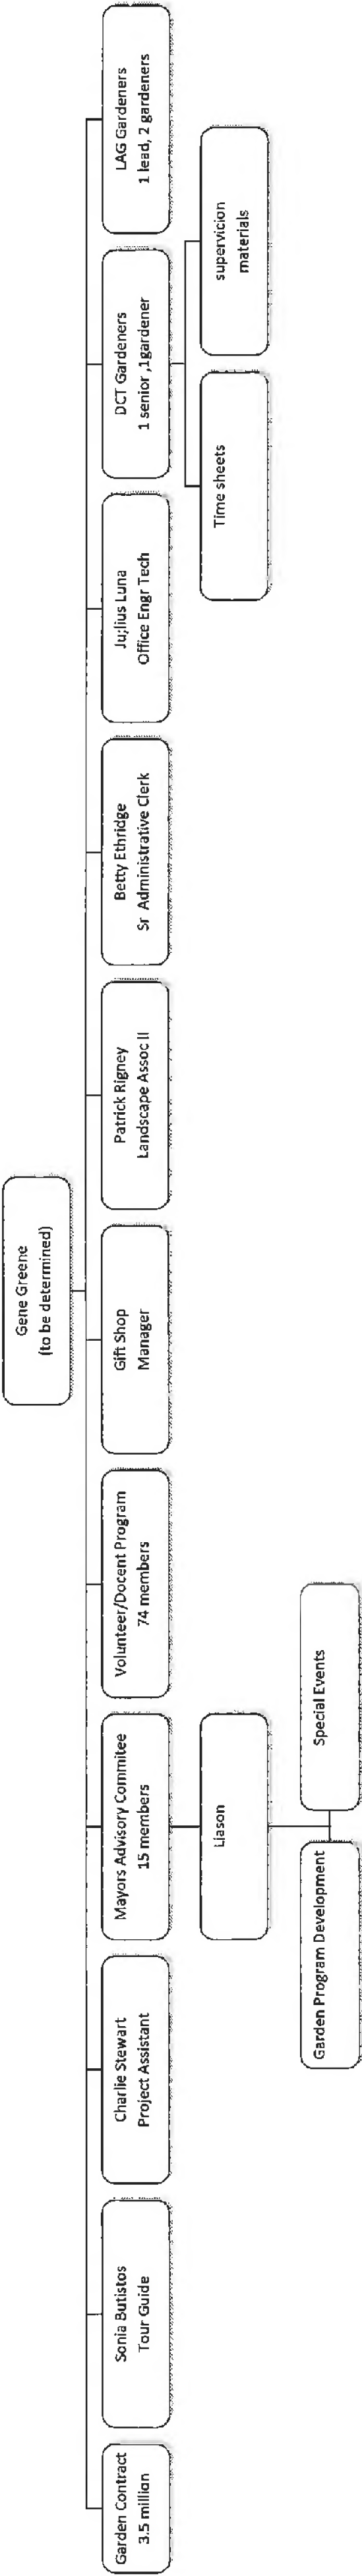 Gene Greene
(to be determined)
Garden Contract
3.5 million
Sonia Butistos
Tour Guide
Charlie Stewart
Project Assistant
Mayors Advisory Commitee
15 members
Volunteer/Docent Program
74 members
Gift Shop
Manager
Patrick Rigney
Landscape Assoc II
Betty Ethridge
Sr Administrative Clerk
Ju;lius Luna
Office Engr Tech
DCT Gardeners
1 senior ,1gardener
LAG Gardeners
1 lead, 2 gardeners
Liason
Time sheets
supervicion
materials
Garden Program Development
Special Events